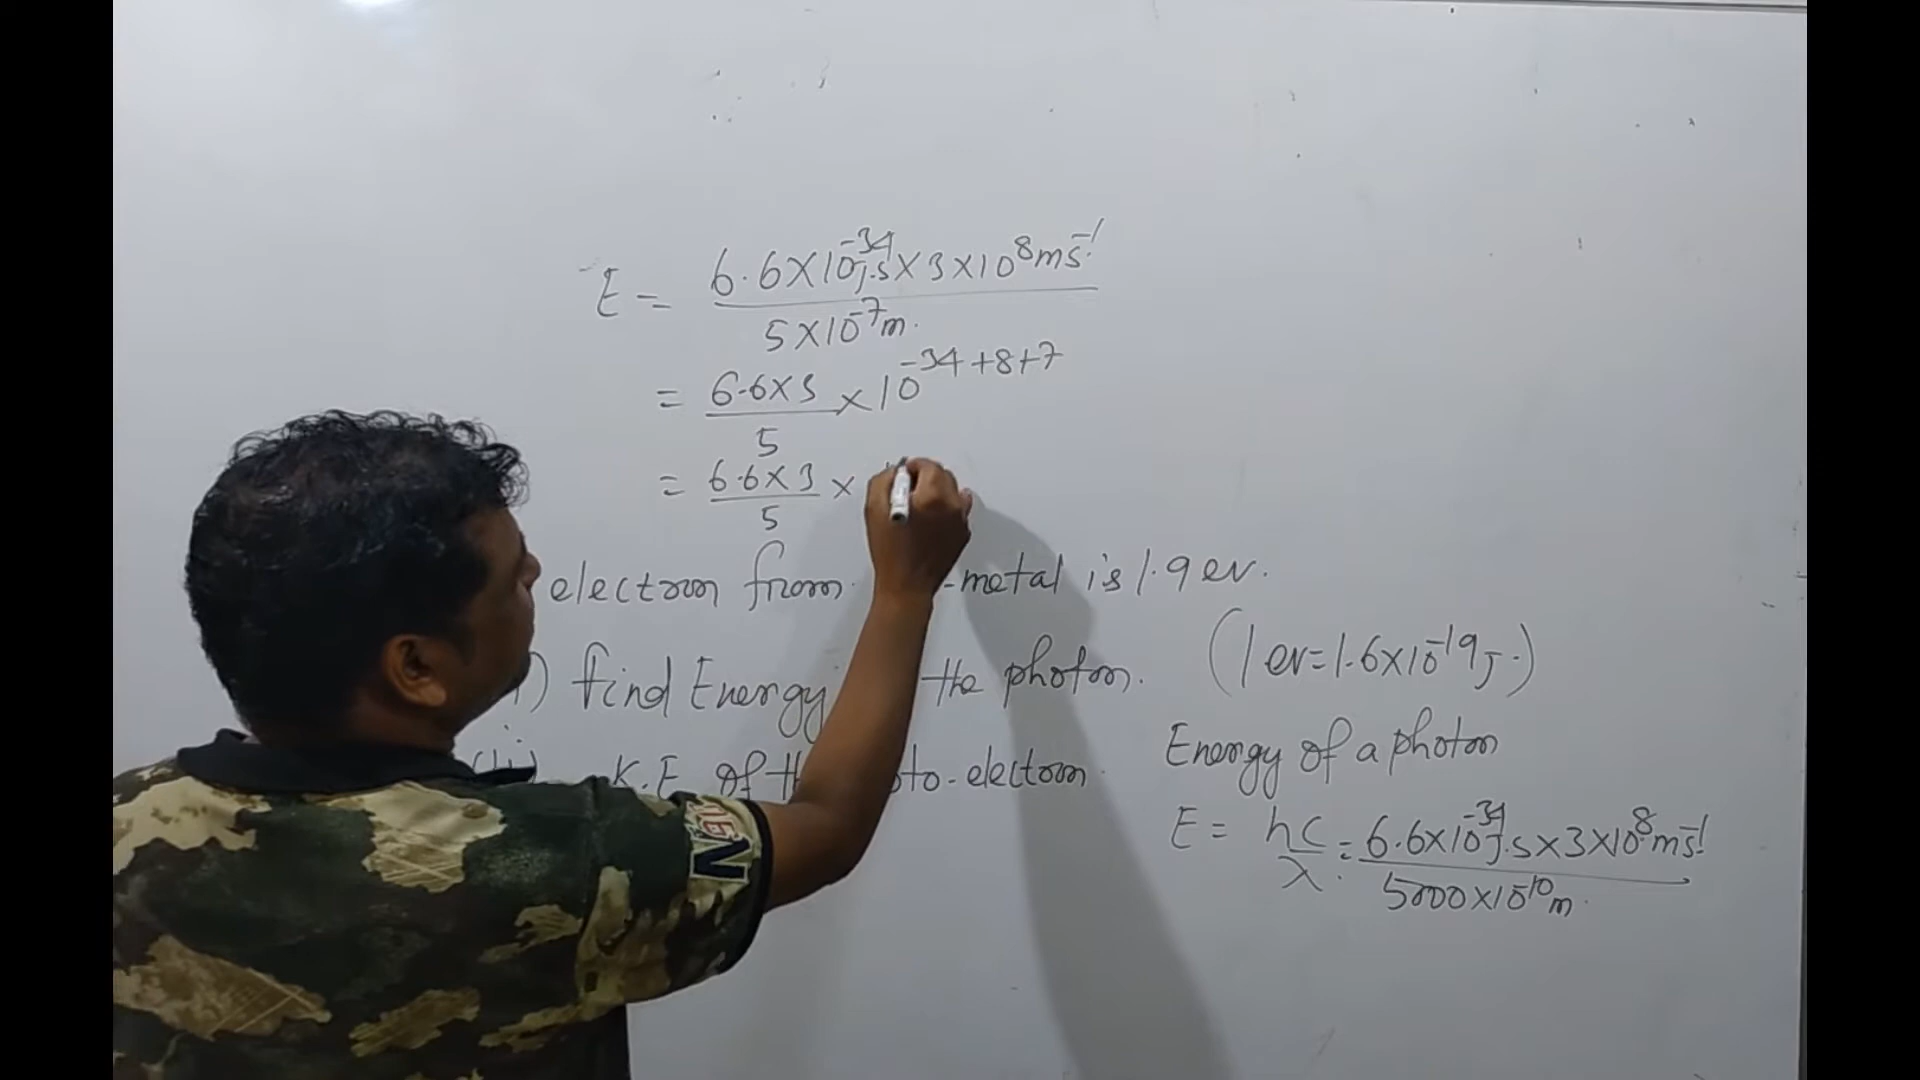 E = 6.6×10⁻³⁴J.s×3×10⁸ms⁻¹
5×10⁻⁷m.
= 6.6×3 ×10⁻³⁴⁺⁸⁺⁷
5
= 6.6×3 ×
5
electron from metal is 1.9 ev.
(1 ev=1.6×10⁻¹⁹J.)
) find Energy the photon.
Energy of a photon
(ii) K.E of electron.
E = hc/λ = 6.6×10⁻³⁴J.s×3×10⁸ms⁻¹
5000×10⁻¹⁰m.